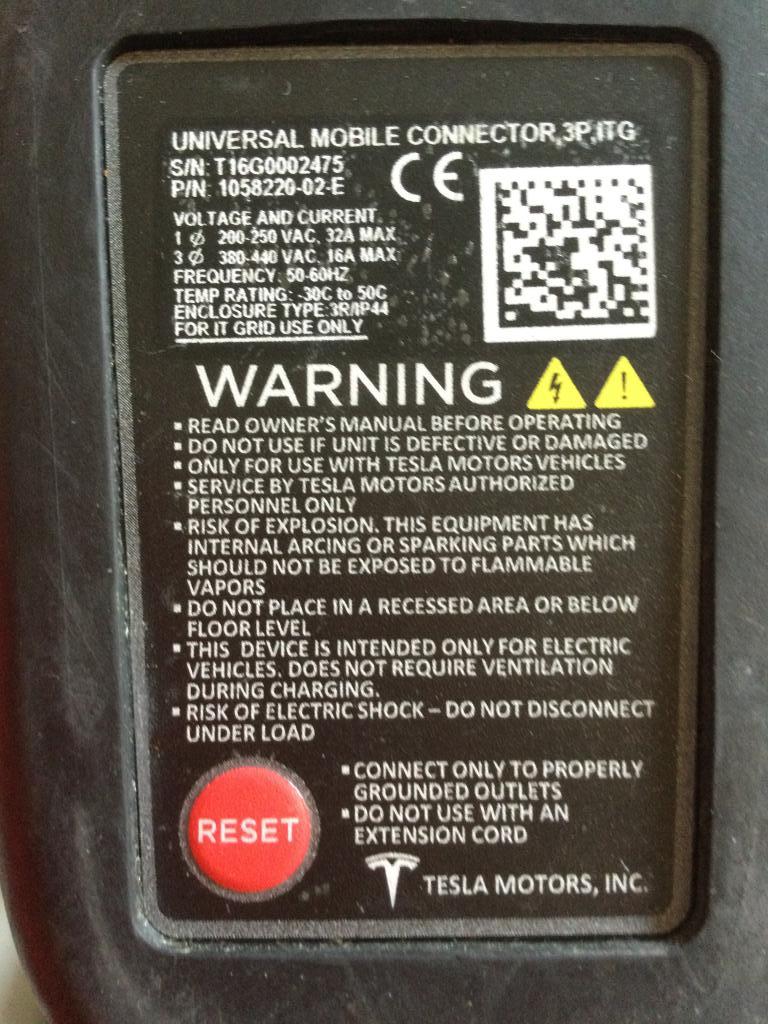 UNIVERSAL MOBILE CONNECTOR,3P,ITG
S/N: T16G0002475
P/N: 1058220-02-E
CE
VOLTAGE AND CURRENT:
1 ø 200-250 VAC, 32A MAX
3 ø 380-440 VAC, 16A MAX
FREQUENCY: 50-60HZ
TEMP RATING: -30C to 50C
ENCLOSURE TYPE:3R/IP44
FOR IT GRID USE ONLY
WARNING
▪ READ OWNER'S MANUAL BEFORE OPERATING
▪ DO NOT USE IF UNIT IS DEFECTIVE OR DAMAGED
▪ ONLY FOR USE WITH TESLA MOTORS VEHICLES
▪ SERVICE BY TESLA MOTORS AUTHORIZED
PERSONNEL ONLY
▪ RISK OF EXPLOSION. THIS EQUIPMENT HAS
INTERNAL ARCING OR SPARKING PARTS WHICH
SHOULD NOT BE EXPOSED TO FLAMMABLE
VAPORS
▪ DO NOT PLACE IN A RECESSED AREA OR BELOW
FLOOR LEVEL
▪ THIS DEVICE IS INTENDED ONLY FOR ELECTRIC
VEHICLES. DOES NOT REQUIRE VENTILATION
DURING CHARGING.
▪ RISK OF ELECTRIC SHOCK – DO NOT DISCONNECT
UNDER LOAD
RESET
▪ CONNECT ONLY TO PROPERLY
GROUNDED OUTLETS
▪ DO NOT USE WITH AN
EXTENSION CORD
TESLA MOTORS, INC.